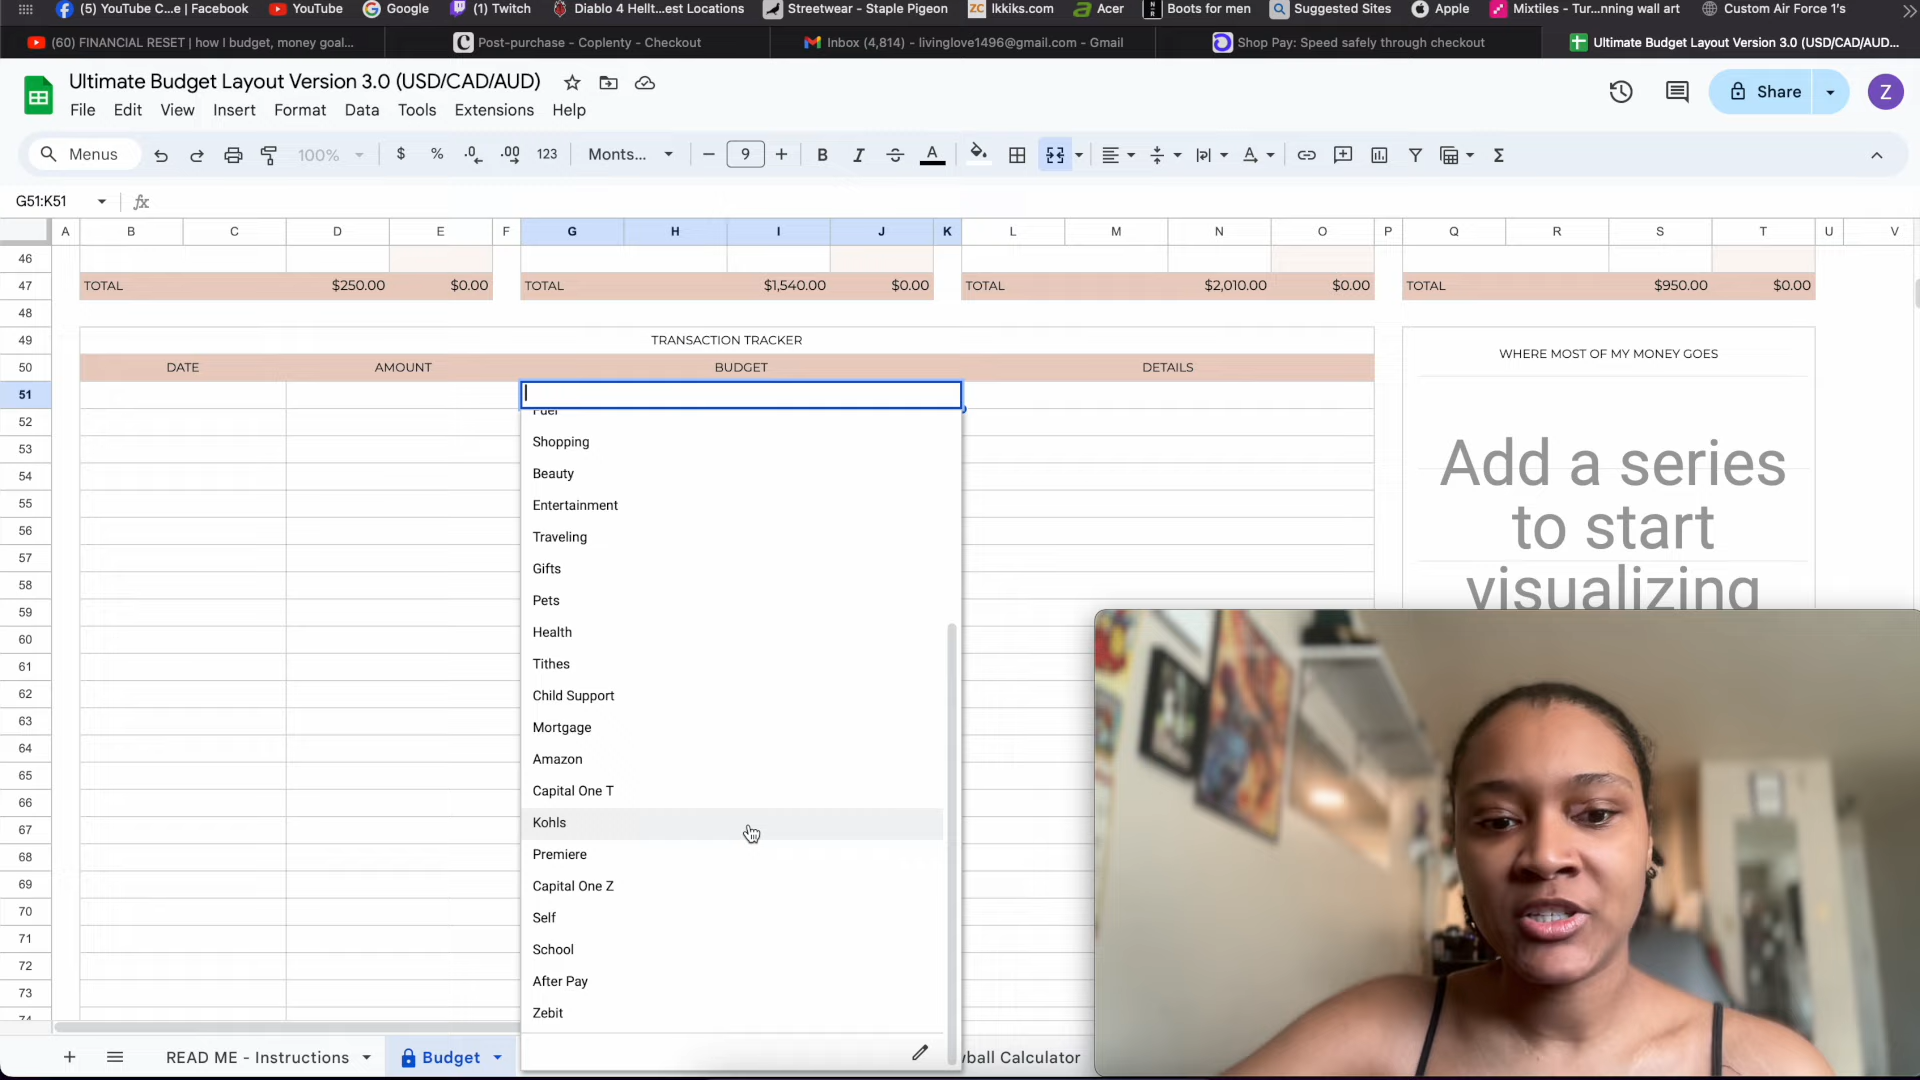 (5) YouTube C...e | Facebook YouTube Google (1) Twitch Diablo 4 Hellt...est Locations Streetwear - Staple Pigeon ZC lkkiks.com Acer Boots for men Suggested Sites Apple Mixtiles - Tur...nning wall art Custom Air Force 1's
(60) FINANCIAL RESET | how I budget, money goal... Post-purchase - Coplenty - Checkout Inbox (4,814) - livinglove1496@gmail.com - Gmail Shop Pay: Speed safely through checkout Ultimate Budget Layout Version 3.0 (USD/CAD/AUD...
Ultimate Budget Layout Version 3.0 (USD/CAD/AUD)
File Edit View Insert Format Data Tools Extensions Help
Share Z
Menus 100% $ % .0 .00 123 Monts... − 9 + B I S A Σ
G51:K51 fx
A B C D E F G H I J K L M N O P Q R S T U V
46
47 TOTAL $250.00 $0.00 TOTAL $1,540.00 $0.00 TOTAL $2,010.00 $0.00 TOTAL $950.00 $0.00
48
49 TRANSACTION TRACKER
WHERE MOST OF MY MONEY GOES
50 DATE AMOUNT BUDGET DETAILS
51
Fuel
52
Shopping
53
Beauty
54
Entertainment
55
Traveling
56
Gifts
57
Pets
58
Health
59
Tithes
60
Child Support
61
Mortgage
62
Amazon
63
Capital One T
64
Kohls
65
Premiere
66
Capital One Z
67
Self
68
School
69
After Pay
70
Zebit
71
72
73
74
Add a series
to start
visualizing
+ READ ME - Instructions Budget wball Calculator